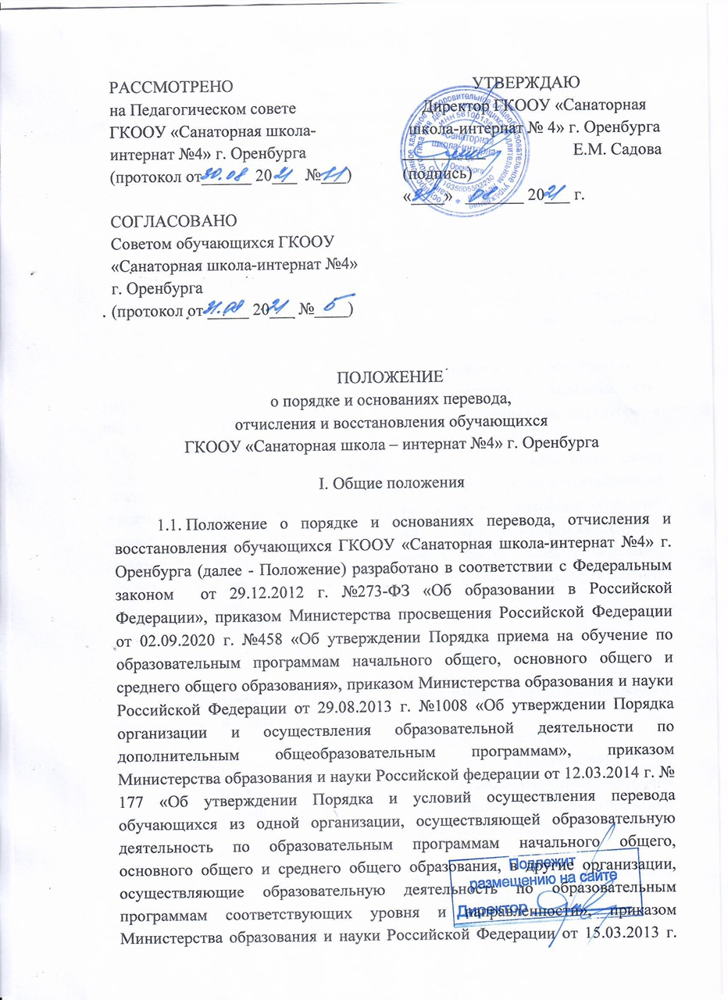 РАССМОТРЕНО
на Педагогическом совете
ГКООУ «Санаторная школа-
интернат №4» г. Оренбурга
(протокол от 30.08 2021 №11)
УТВЕРЖДАЮ
Директор ГКООУ «Санаторная
школа-интернат № 4» г. Оренбурга
Е.М. Садова
(подпись)
«31» 08 2021 г.
СОГЛАСОВАНО
Советом обучающихся ГКООУ
«Санаторная школа-интернат №4»
г. Оренбурга
(протокол от 31.08 2021 № 5)
ПОЛОЖЕНИЕ
о порядке и основаниях перевода,
отчисления и восстановления обучающихся
ГКООУ «Санаторная школа – интернат №4» г. Оренбурга
I. Общие положения
1.1. Положение о порядке и основаниях перевода, отчисления и
восстановления обучающихся ГКООУ «Санаторная школа-интернат №4» г.
Оренбурга (далее - Положение) разработано в соответствии с Федеральным
законом от 29.12.2012 г. №273-ФЗ «Об образовании в Российской
Федерации», приказом Министерства просвещения Российской Федерации
от 02.09.2020 г. №458 «Об утверждении Порядка приема на обучение по
образовательным программам начального общего, основного общего и
среднего общего образования», приказом Министерства образования и науки
Российской Федерации от 29.08.2013 г. №1008 «Об утверждении Порядка
организации и осуществления образовательной деятельности по
дополнительным общеобразовательным программам», приказом
Министерства образования и науки Российской федерации от 12.03.2014 г. №
177 «Об утверждении Порядка и условий осуществления перевода
обучающихся из одной организации, осуществляющей образовательную
деятельность по образовательным программам начального общего,
основного общего и среднего общего образования, в другие организации,
осуществляющие образовательную деятельность по образовательным
программам соответствующих уровня и направленности», приказом
Министерства образования и науки Российской Федерации от 15.03.2013 г.
Подлежит
размещению на сайте
Директор